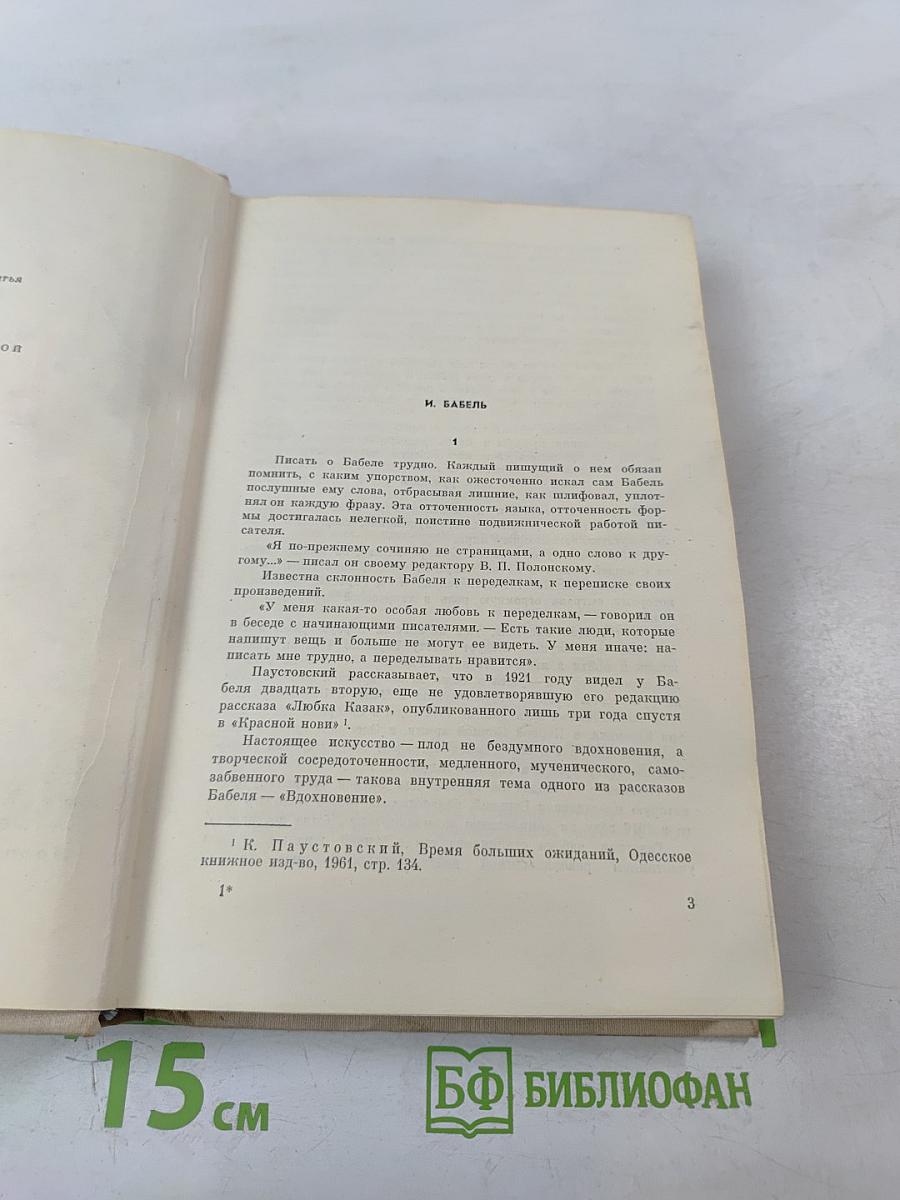 тья
ОЙ
И. БАБЕЛЬ
1
Писать о Бабеле трудно. Каждый пишущий о нем обязан
помнить, с каким упорством, как ожесточенно искал сам Бабель
послушные ему слова, отбрасывая лишние, как шлифовал, уплот-
нял он каждую фразу. Эта отточенность языка, отточенность фор-
мы достигалась нелегкой, поистине подвижнической работой пи-
сателя.
«Я по-прежнему сочиняю не страницами, а одно слово к дру-
гому...» — писал он своему редактору В. П. Полонскому.
Известна склонность Бабеля к переделкам, к переписке своих
произведений.
«У меня какая-то особая любовь к переделкам, — говорил он
в беседе с начинающими писателями. — Есть такие люди, которые
напишут вещь и больше не могут ее видеть. У меня иначе: на-
писать мне трудно, а переделывать нравится».
Паустовский рассказывает, что в 1921 году видел у Ба-
беля двадцать вторую, еще не удовлетворявшую его редакцию
рассказа «Любка Казак», опубликованного лишь три года спустя
в «Красной нови» ¹.
Настоящее искусство — плод не бездумного вдохновения, а
творческой сосредоточенности, медленного, мученического, само-
забвенного труда — такова внутренняя тема одного из рассказов
Бабеля — «Вдохновение».
¹ К. Паустовский, Время больших ожиданий, Одесское
книжное изд-во, 1961, стр. 134.
1*
3
15 см
БФ БИБЛИОФАН